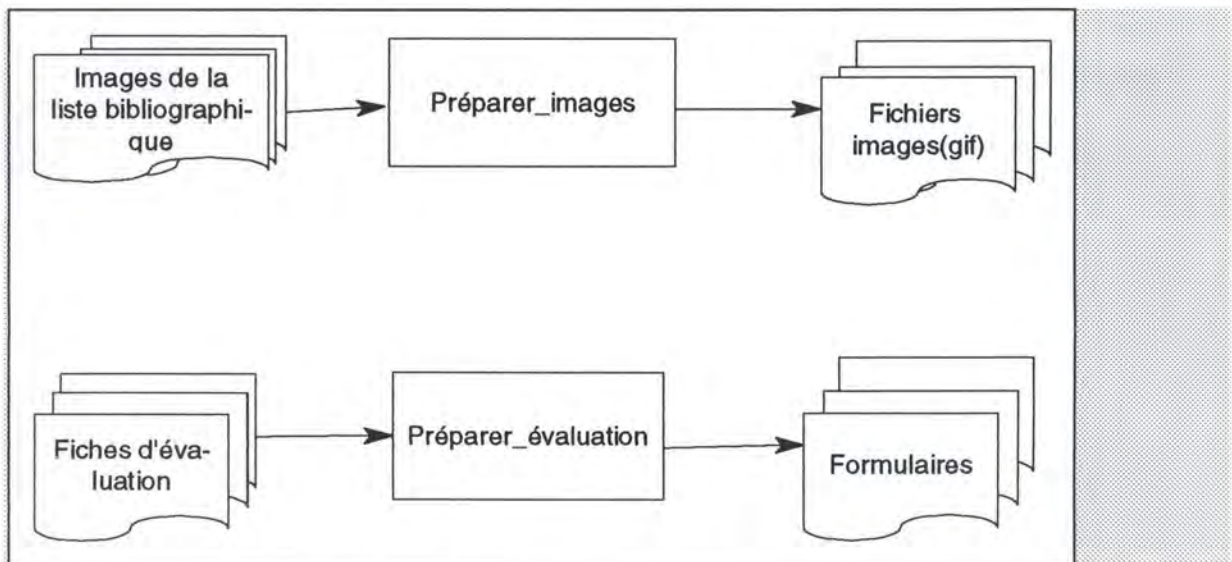 Images de la
liste bibliographi-
que
Préparer_images
Fichiers
images(gif)
Fiches d'éva-
luation
Préparer_évaluation
Formulaires